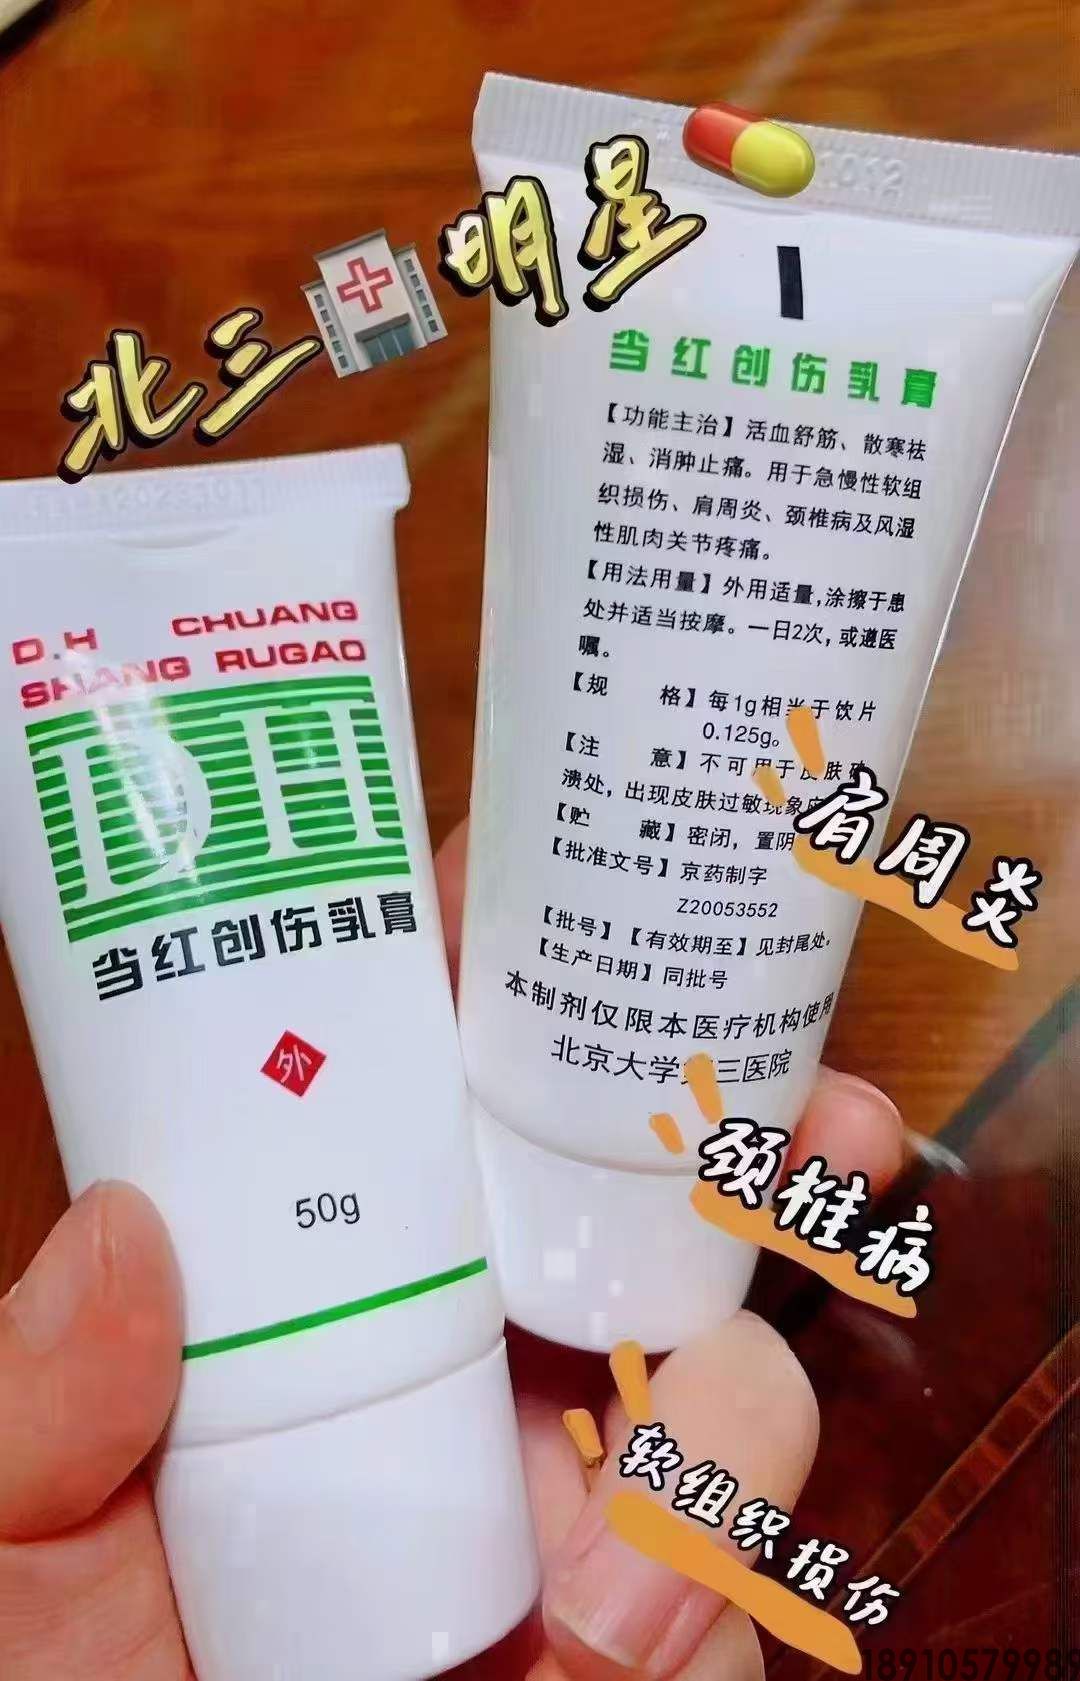 北三
明星
当红创伤乳膏
【功能主治】活血舒筋、散寒祛
湿、消肿止痛。用于急慢性软组
织损伤、肩周炎、颈椎病及风湿
性肌肉关节疼痛。
【用法用量】外用适量,涂擦于患
处并适当按摩。一日2次,或遵医
嘱。
【规 格】每1g相当于饮片
0.125g。
【注 意】不可用于皮肤破
溃处,出现皮肤过敏现象
【贮 藏】密闭,置阴
【批准文号】京药制字
Z20053552
【批号】【有效期至】见封尾处。
【生产日期】同批号
本制剂仅限本医疗机构使用
北京大学第三医院
D.H CHUANG
SHANG RUGAO
DH
当红创伤乳膏
外
50g
肩周炎
颈椎病
软组织损伤
18910579989